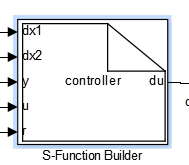 dx1
dx2
y controller du
u
r
S-Function Builder